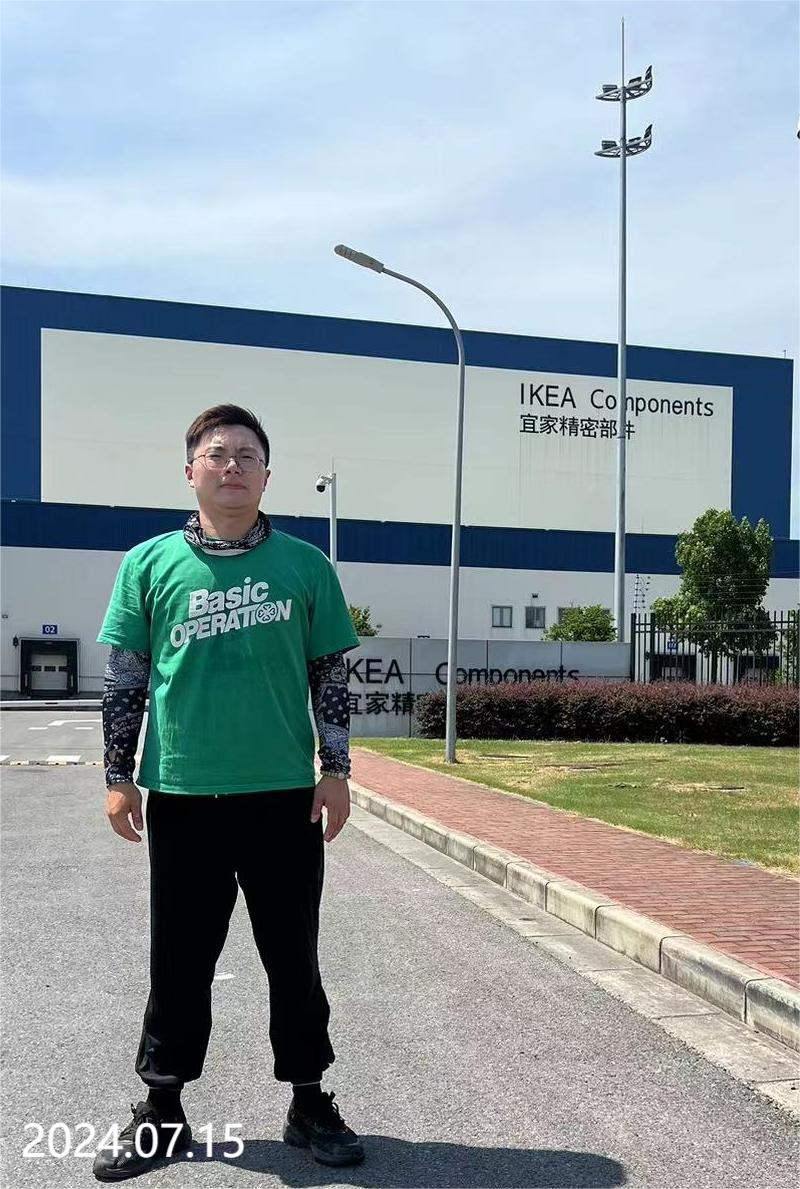 IKEA Components
宜家精密部件
Basic
OPERATION
02
KEA Components
宜家精
2024.07.15